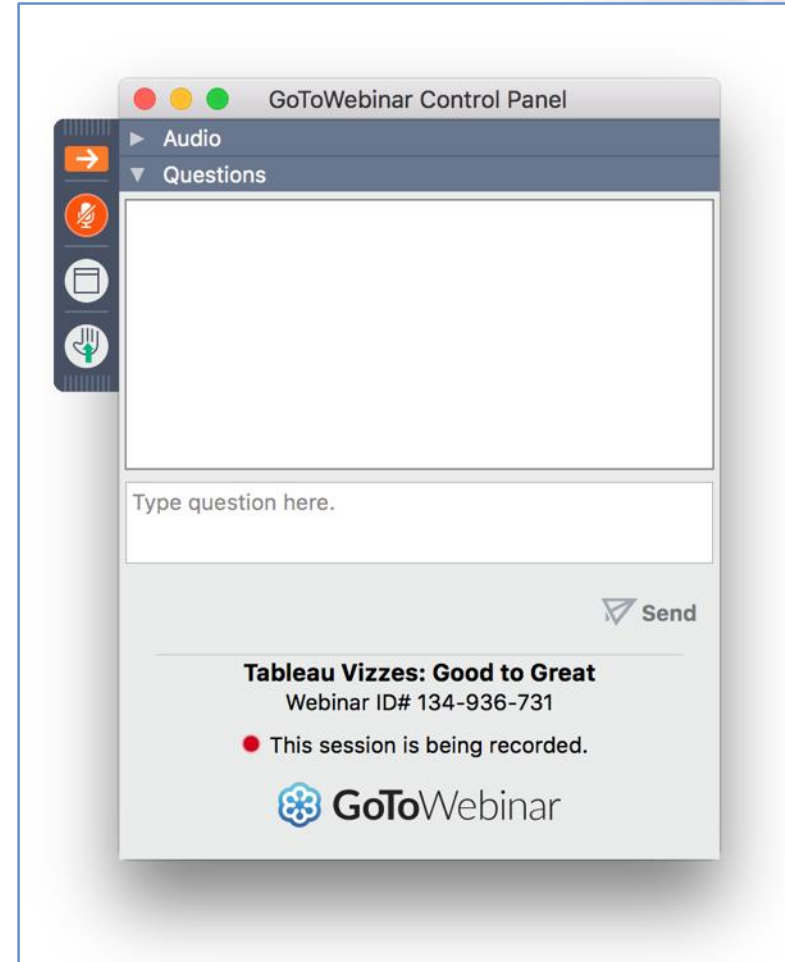 GoToWebinar Control Panel
Audio
Questions
Type question here.
Send
Tableau Vizzes: Good to Great
Webinar ID# 134-936-731
This session is being recorded.
GoToWebinar